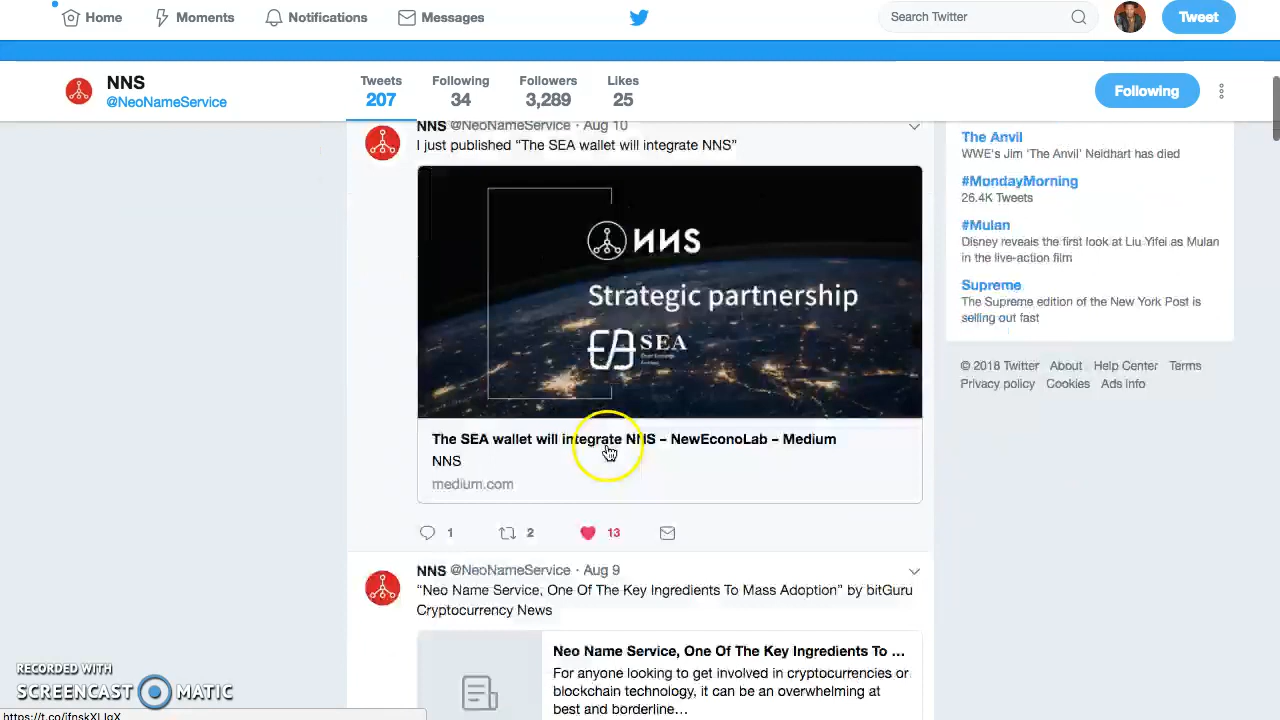 Home
Moments
Notifications
Messages
Search Twitter
Tweet
NNS
@NeoNameService
Tweets
207
Following
34
Followers
3,289
Likes
25
Following
NNS @NeoNameService · Aug 10
I just published “The SEA wallet will integrate NNS”
NNS
Strategic partnership
EA SEA
The SEA wallet will integrate NNS – NewEconoLab – Medium
NNS
medium.com
1
2
13
NNS @NeoNameService · Aug 9
“Neo Name Service, One Of The Key Ingredients To Mass Adoption” by bitGuru
Cryptocurrency News
Neo Name Service, One Of The Key Ingredients To ...
For anyone looking to get involved in cryptocurrencies or
blockchain technology, it can be an overwhelming at
best and borderline…
The Anvil
WWE's Jim 'The Anvil' Neidhart has died
#MondayMorning
26.4K Tweets
#Mulan
Disney reveals the first look at Liu Yifei as Mulan
in the live-action film
Supreme
The Supreme edition of the New York Post is
selling out fast
© 2018 Twitter About Help Center Terms
Privacy policy Cookies Ads info
RECORDED WITH
SCREENCAST MATIC